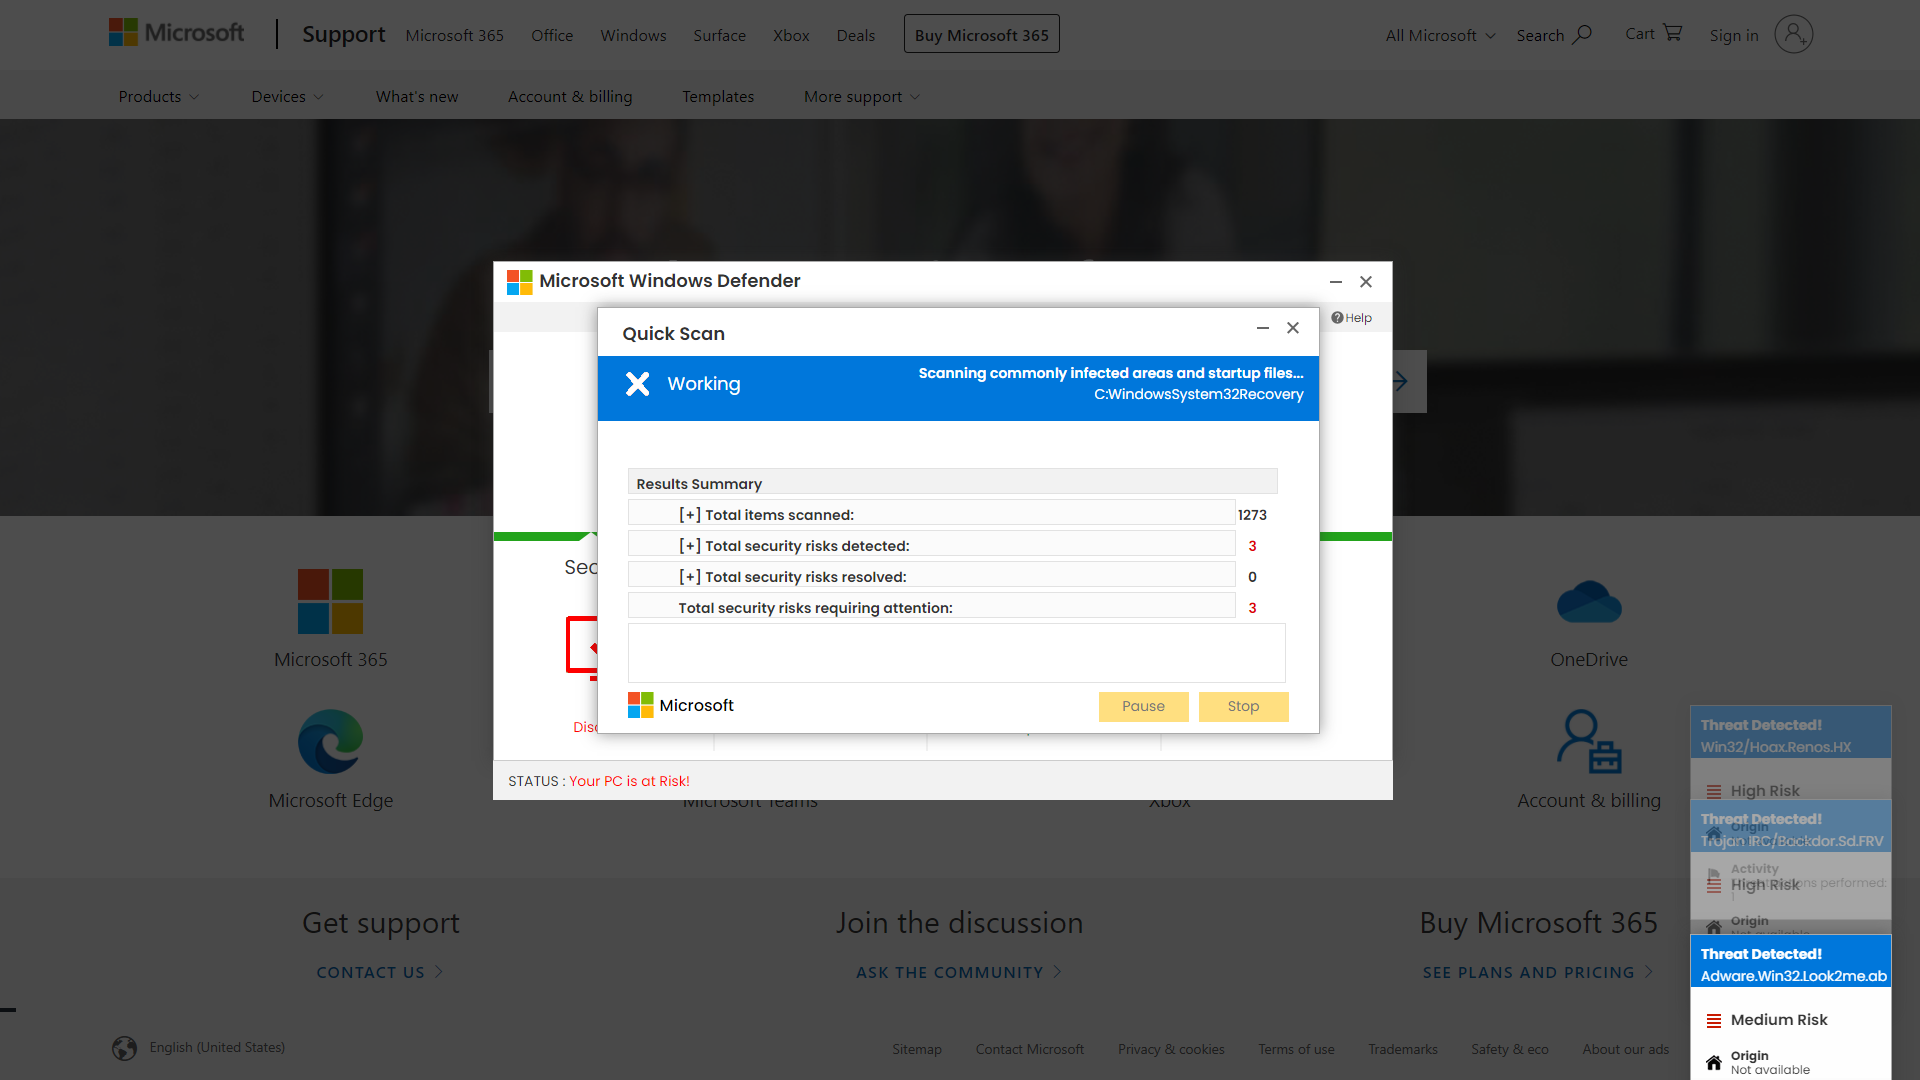 Microsoft
Support
Microsoft 365
Office
Windows
Surface
Xbox
Deals
Buy Microsoft 365
All Microsoft
Search
Cart
Sign in
Products
Devices
What's new
Account & billing
Templates
More support
Microsoft Windows Defender
Help
Quick Scan
Working
Scanning commonly infected areas and startup files...
C:WindowsSystem32Recovery
Results Summary
[+] Total items scanned: 1273
[+] Total security risks detected: 3
[+] Total security risks resolved: 0
Total security risks requiring attention: 3
Microsoft
Pause
Stop
Sec
Disc
STATUS : Your PC is at Risk!
Microsoft 365
OneDrive
Microsoft Edge
Microsoft Teams
Xbox
Account & billing
Threat Detected!
Win32/Hoax.Renos.HX
High Risk
Origin
Threat Detected!
Trojan.IRC/Backdor.Sd.FRV
Activity
High Risk
Origin
Not available
Threat Detected!
Adware.Win32.Look2me.ab
Medium Risk
Origin
Not available
Get support
CONTACT US
Join the discussion
ASK THE COMMUNITY
Buy Microsoft 365
SEE PLANS AND PRICING
English (United States)
Sitemap
Contact Microsoft
Privacy & cookies
Terms of use
Trademarks
Safety & eco
About our ads